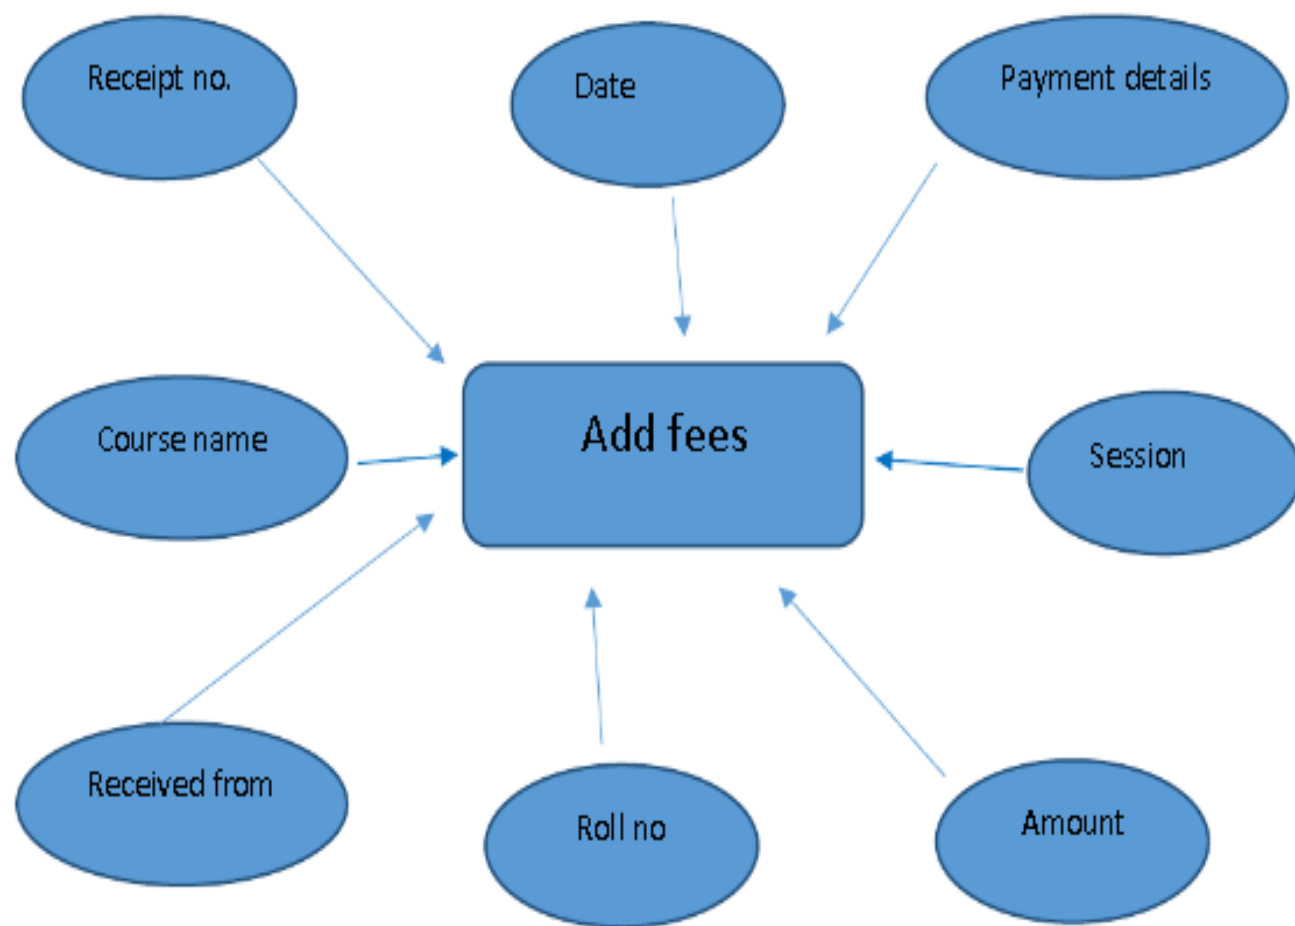 Receipt no.
Date
Payment details
Course name
Add fees
Session
Received from
Roll no
Amount